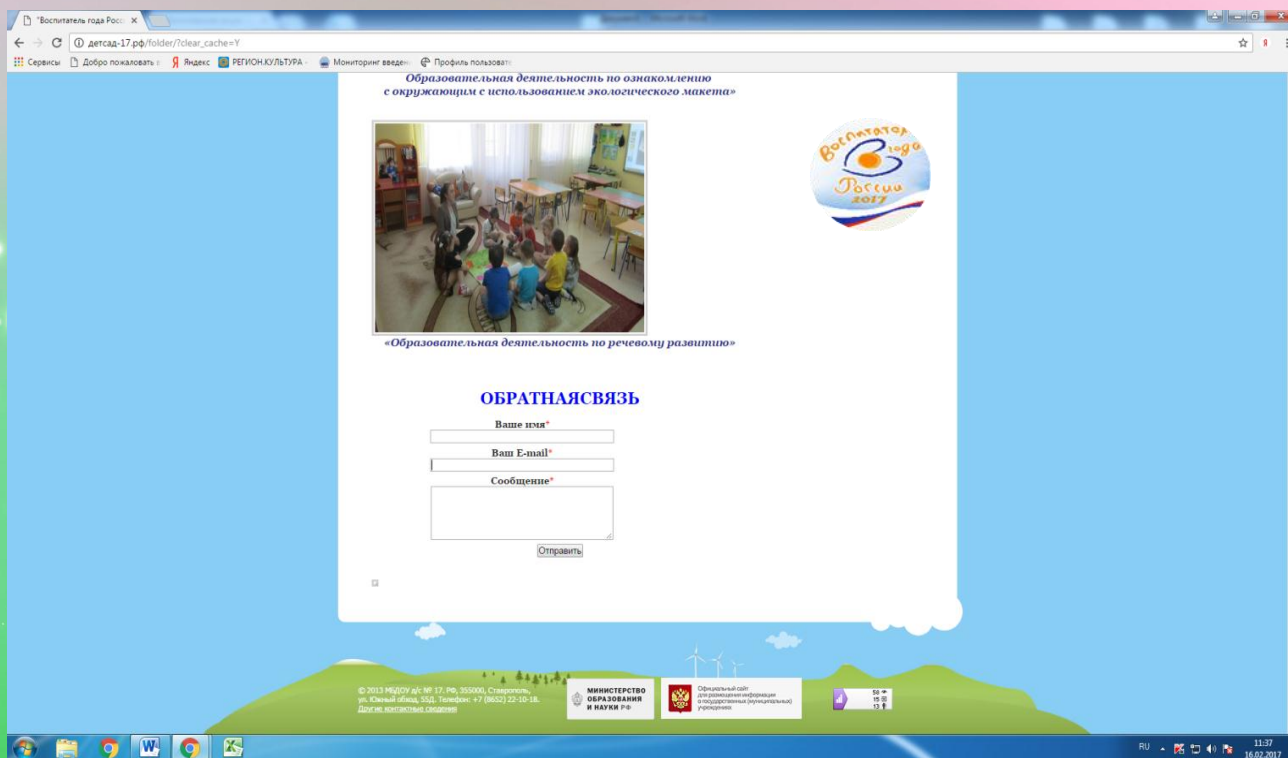 "Воспитатель года Росс
детсад-17.рф/folder/?clear_cache=Y
Сервисы Добро пожаловать в Яндекс РЕГИОН.КУЛЬТУРА - Мониторинг введен Профиль пользоват
Образовательная деятельность по ознакомлению
с окружающим с использованием экологического макета»
Воспитатель
года
России
2017
«Образовательная деятельность по речевому развитию»
ОБРАТНАЯСВЯЗЬ
Ваше имя*
Ваш E-mail*
Сообщение*
Отправить
© 2013 МБДОУ д/с № 17. РФ, 355000, Ставрополь,
ул. Южный обход, 55Д. Телефон: +7 (8652) 22-10-18.
Другие контактные сведения
МИНИСТЕРСТВО
ОБРАЗОВАНИЯ
И НАУКИ РФ
Официальный сайт
для размещения информации
о государственных (муниципальных)
учреждениях
58
15
13
RU
11:37
16.02.2017